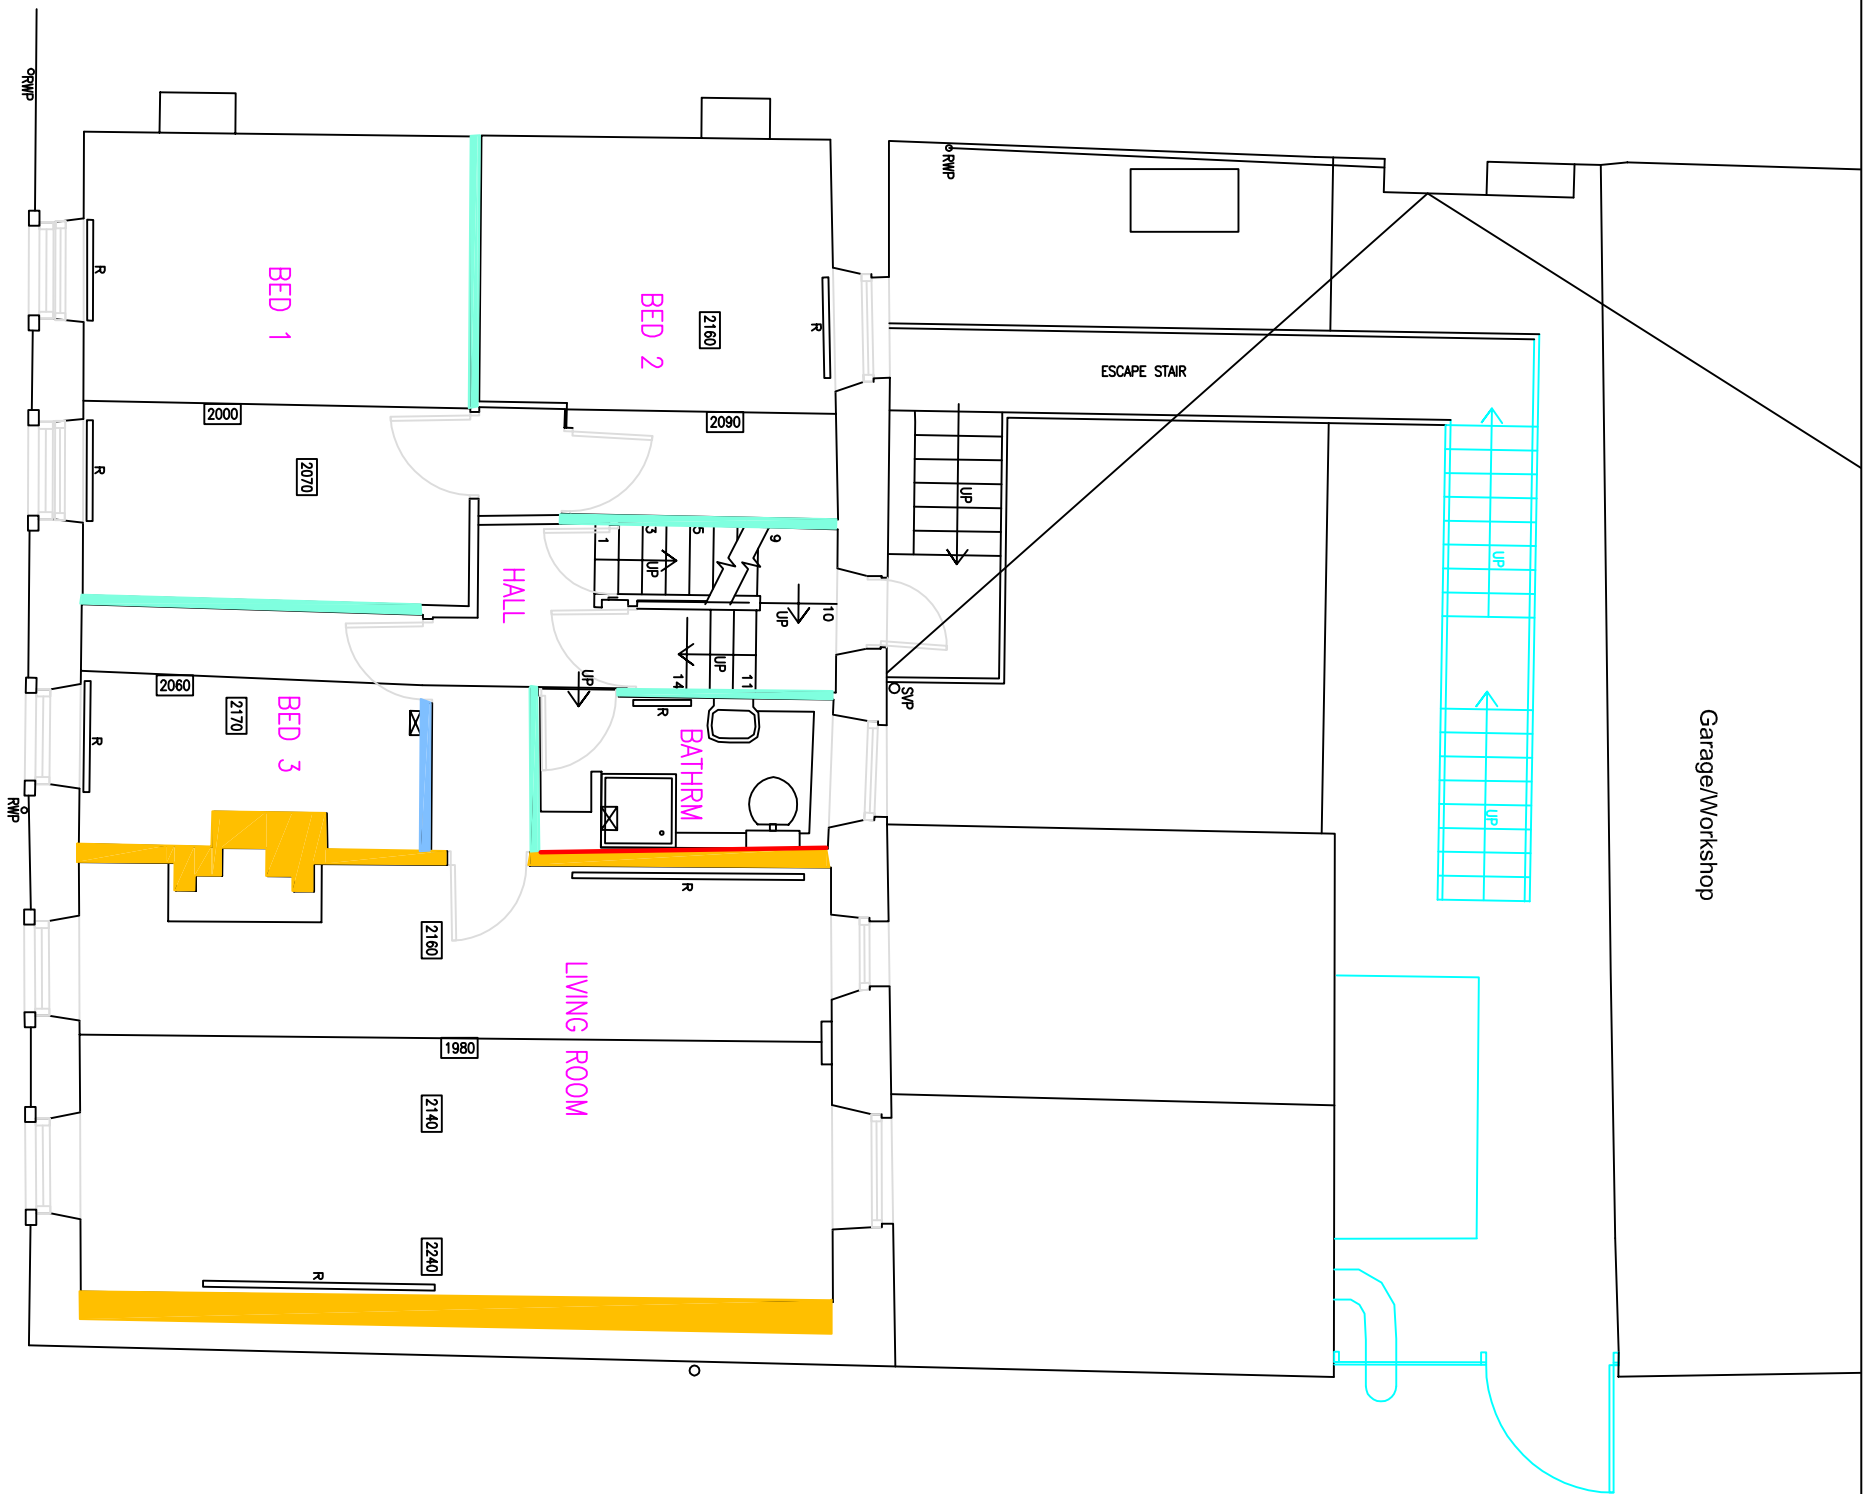 RWP
RWP
R
BED 1
BED 2
2160
R
ESCAPE STAIR
2000
2090
R
2070
UP
UP
1
3
5
9
UP
HALL
10
UP
UP
14
11
UP
2060
2170
BED 3
R
R
BATHRM
SVP
RWP
UP
Garage/Workshop
R
2160
LIVING ROOM
1980
2140
2240
R